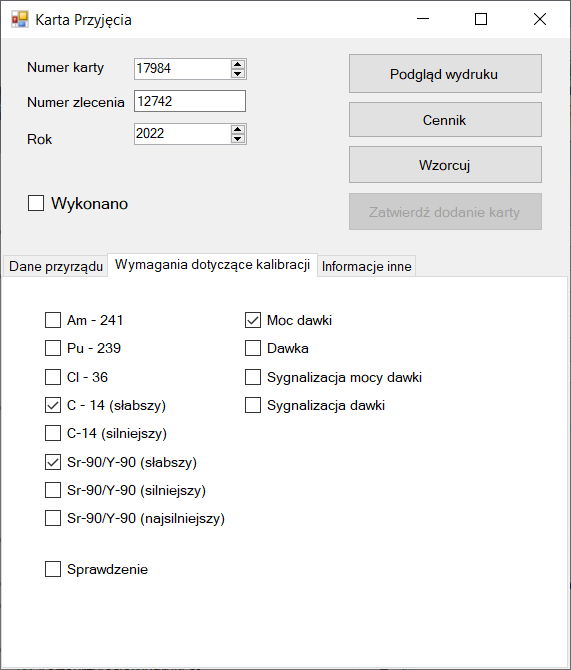 Karta Przyjęcia
Numer karty 17984
Podgląd wydruku
Numer zlecenia 12742
Cennik
Rok 2022
Wzorcuj
Wykonano
Zatwierdź dodanie karty
Dane przyrządu Wymagania dotyczące kalibracji Informacje inne
Am - 241 Moc dawki
Pu - 239 Dawka
Cl - 36 Sygnalizacja mocy dawki
C - 14 (słabszy) Sygnalizacja dawki
C-14 (silniejszy)
Sr-90/Y-90 (słabszy)
Sr-90/Y-90 (silniejszy)
Sr-90/Y-90 (najsilniejszy)
Sprawdzenie